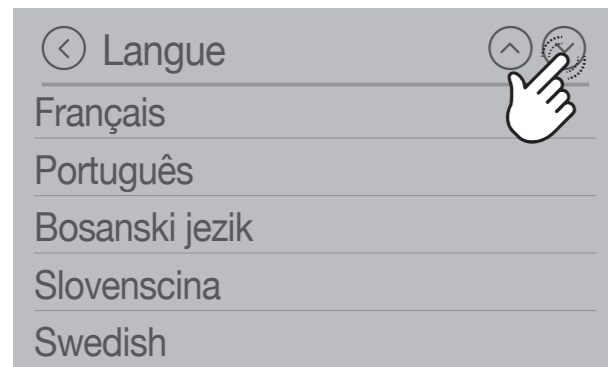 Langue
Français
Português
Bosanski jezik
Slovenscina
Swedish